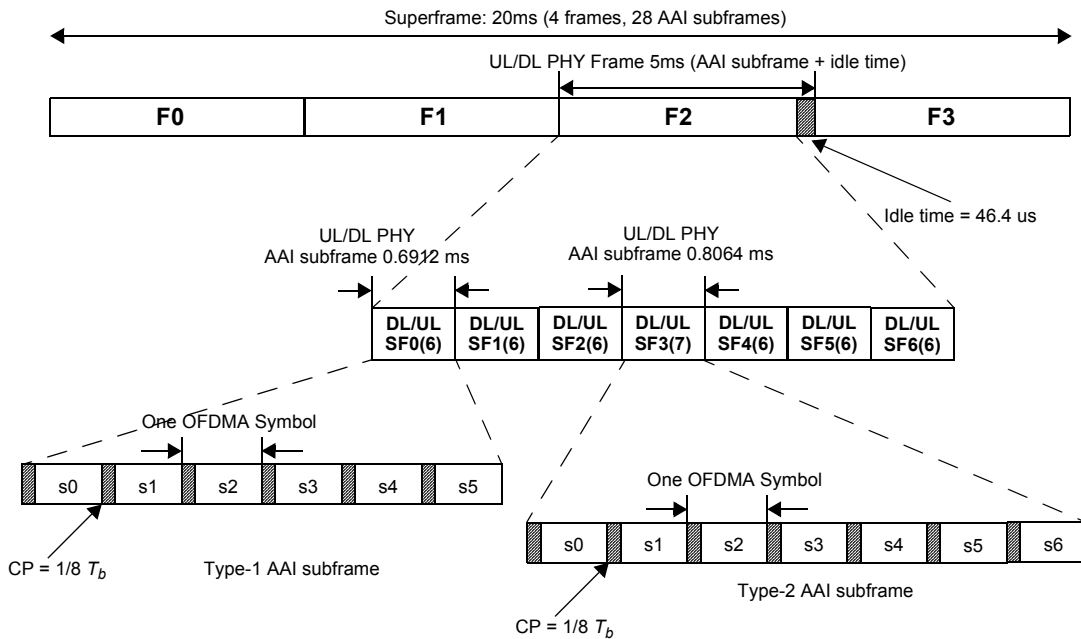 Superframe: 20ms (4 frames, 28 AAI subframes)
UL/DL PHY Frame 5ms (AAI subframe + idle time)
F0 F1 F2 F3
Idle time = 46.4 us
UL/DL PHY
AAI subframe 0.6912 ms
UL/DL PHY
AAI subframe 0.8064 ms
DL/UL DL/UL DL/UL DL/UL DL/UL DL/UL DL/UL
SF0(6) SF1(6) SF2(6) SF3(7) SF4(6) SF5(6) SF6(6)
One OFDMA Symbol
s0 s1 s2 s3 s4 s5
CP = 1/8 T_b
Type-1 AAI subframe
One OFDMA Symbol
s0 s1 s2 s3 s4 s5 s6
Type-2 AAI subframe
CP = 1/8 T_b